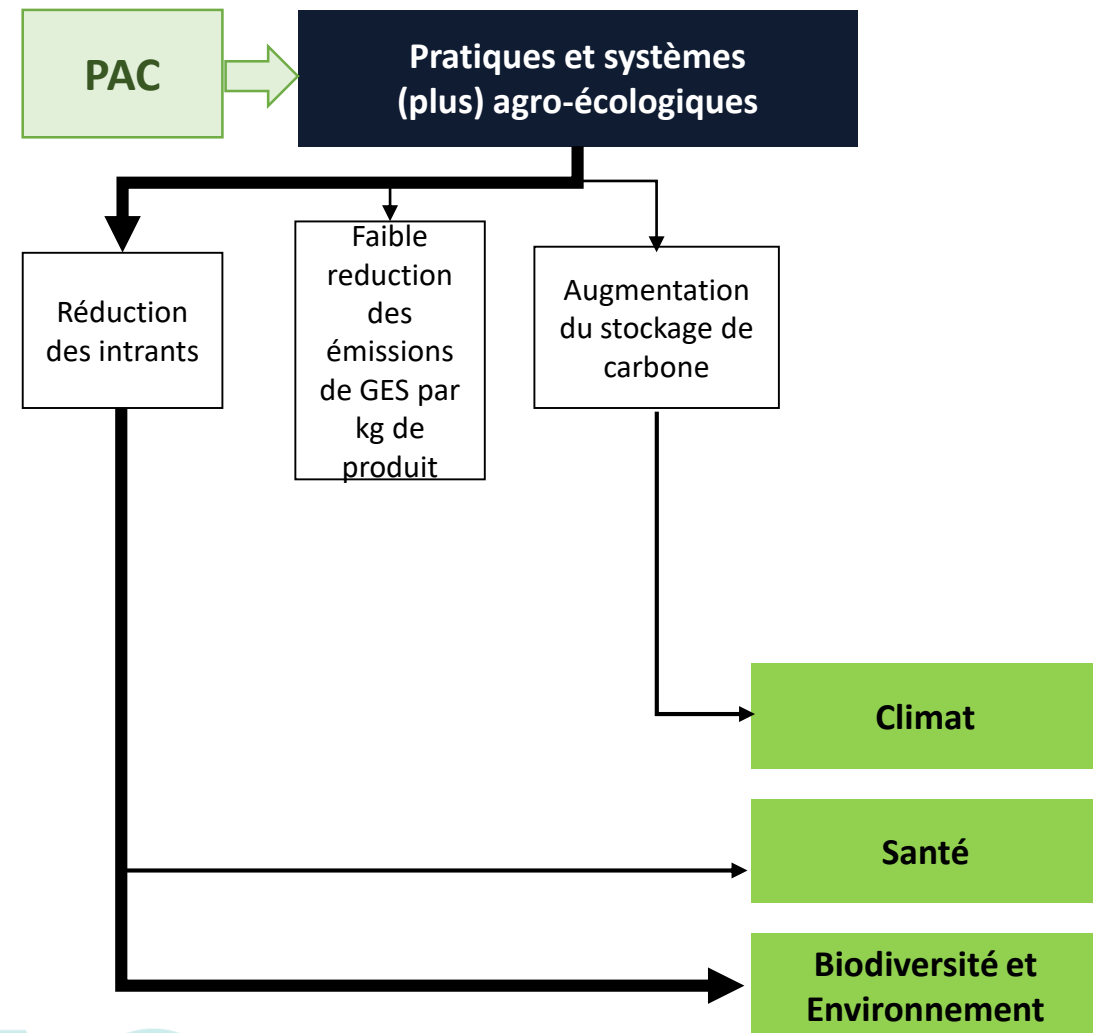 PAC
Pratiques et systèmes
(plus) agro-écologiques
Réduction
des intrants
Faible
reduction
des
émissions
de GES par
kg de
produit
Augmentation
du stockage de
carbone
Climat
Santé
Biodiversité et
Environnement